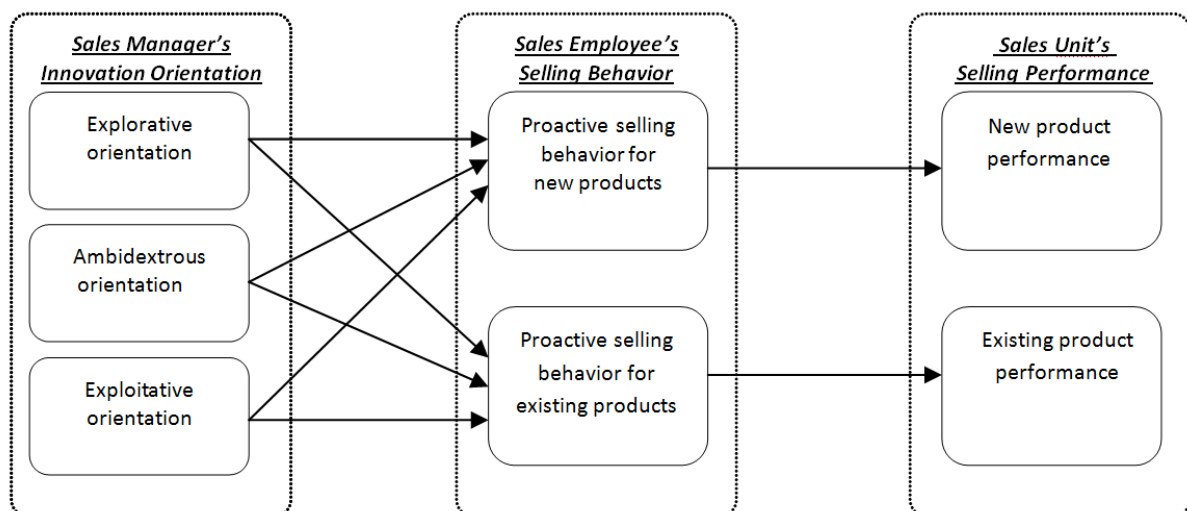 Sales Manager's
Innovation Orientation
Explorative
orientation
Ambidextrous
orientation
Exploitative
orientation
Sales Employee's
Selling Behavior
Proactive selling
behavior for
new products
Proactive selling
behavior for
existing products
Sales Unit's
Selling Performance
New product
performance
Existing product
performance